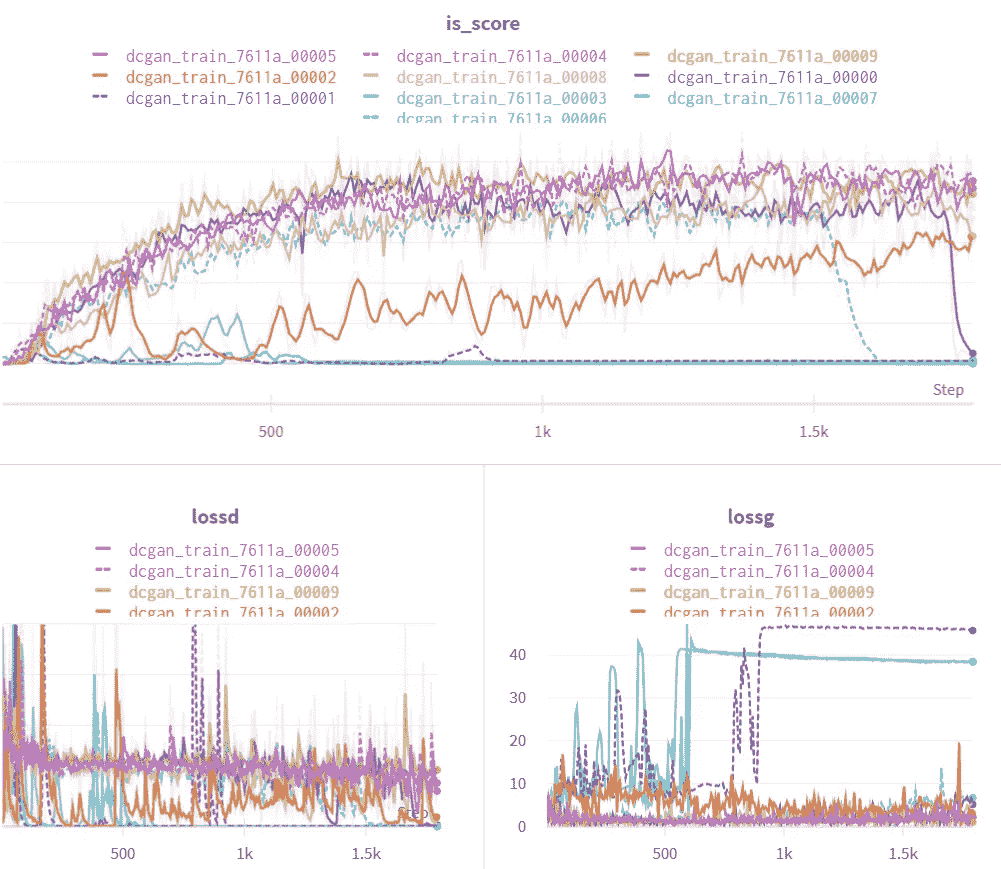 is_score
dcgan_train_7611a_00005 dcgan_train_7611a_00004 dcgan_train_7611a_00009
dcgan_train_7611a_00002 dcgan_train_7611a_00008 dcgan_train_7611a_00000
dcgan_train_7611a_00001 dcgan_train_7611a_00003 dcgan_train_7611a_00007
dcgan_train_7611a_00006
Step
500 1k 1.5k
lossd
dcgan_train_7611a_00005
dcgan_train_7611a_00004
dcgan_train_7611a_00009
dcgan_train_7611a_00002
Step
500 1k 1.5k
lossg
dcgan_train_7611a_00005
dcgan_train_7611a_00004
dcgan_train_7611a_00009
dcgan_train_7611a_00002
40
30
20
10
0
500 1k 1.5k